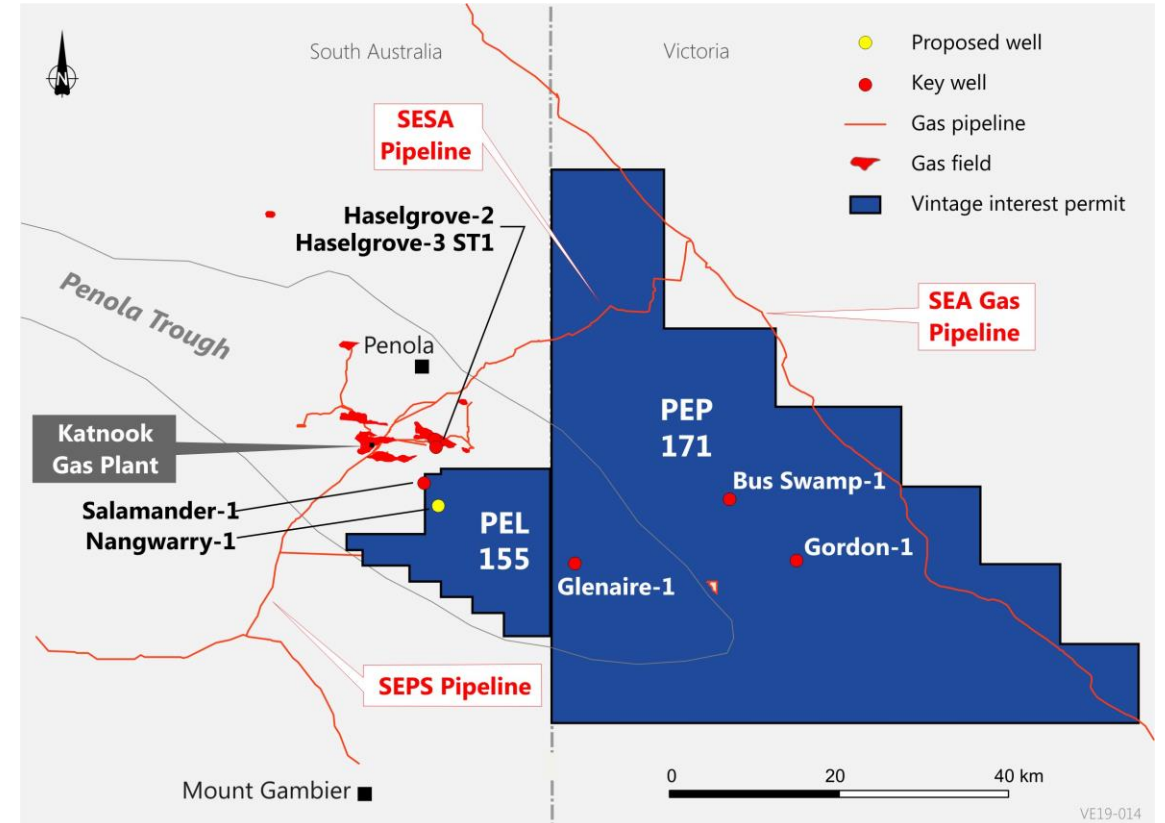 South Australia
Victoria
Proposed well
Key well
Gas pipeline
Gas field
Vintage interest permit
N
SESA
Pipeline
Haselgrove-2
Haselgrove-3 ST1
Penola Trough
Penola
SEA Gas
Pipeline
Katnook
Gas Plant
PEP
171
Bus Swamp-1
Salamander-1
Nangwarry-1
PEL
155
Gordon-1
Glenaire-1
SEPS Pipeline
Mount Gambier
0 20 40 km
VE19-014